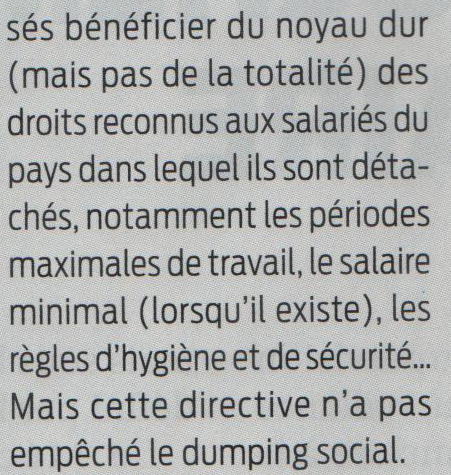 sés bénéficier du noyau dur
(mais pas de la totalité) des
droits reconnus aux salariés du
pays dans lequel ils sont déta-
chés, notamment les périodes
maximales de travail, le salaire
minimal (lorsqu'il existe), les
règles d'hygiène et de sécurité...
Mais cette directive n'a pas
empêché le dumping social.